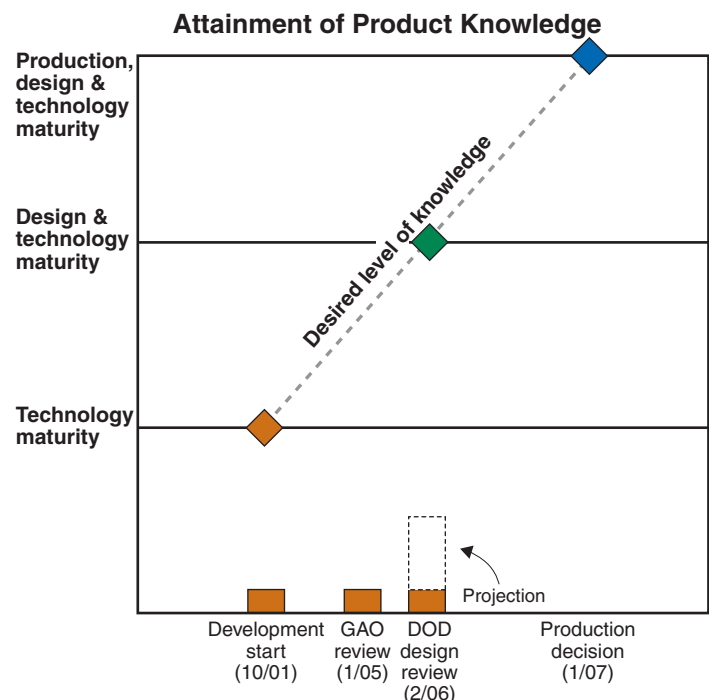 Attainment of Product Knowledge
Production,
design &
technology
maturity
Design &
technology
maturity
Desired level of knowledge
Technology
maturity
Projection
Development
start
(10/01)
GAO
review
(1/05)
DOD
design
review
(2/06)
Production
decision
(1/07)